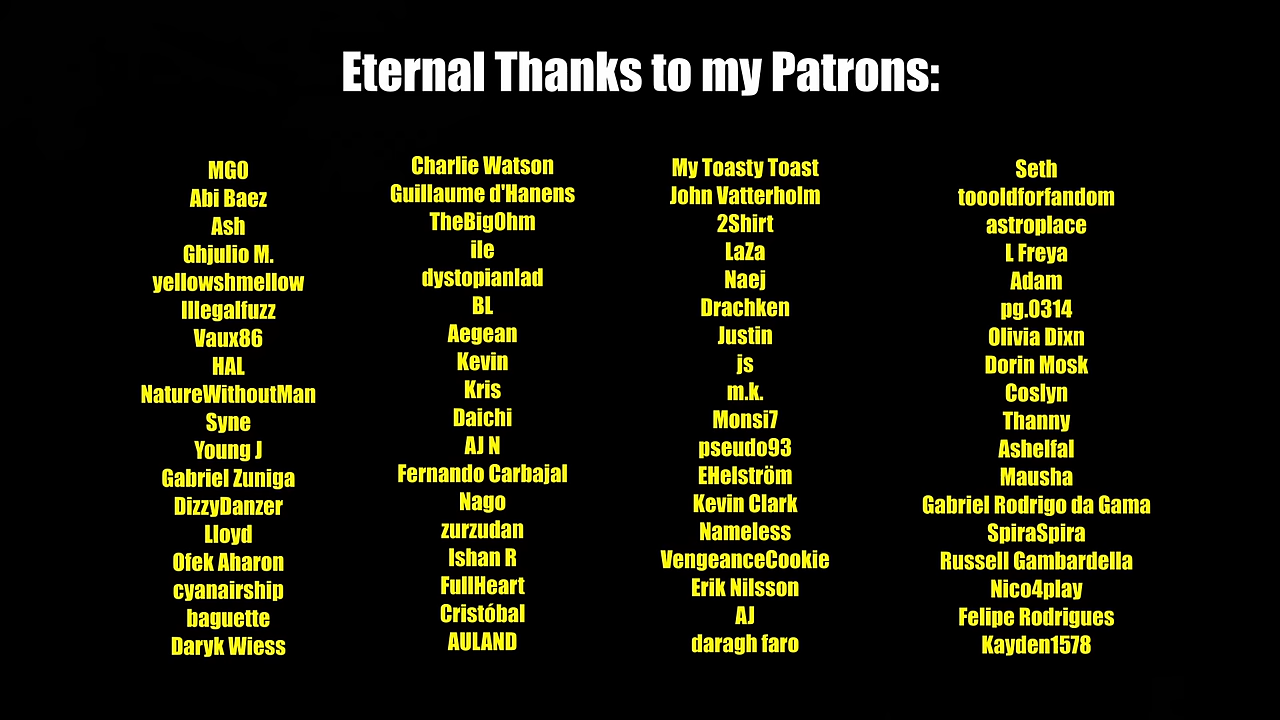 Eternal Thanks to my Patrons:
MGO
Abi Baez
Ash
Ghjulio M.
yellowshmellow
Illegalfuzz
Vaux86
HAL
NatureWithoutMan
Syne
Young J
Gabriel Zuniga
DizzyDanzer
Lloyd
Ofek Aharon
cyanairship
baguette
Daryk Wiess
Charlie Watson
Guillaume d'Hanens
TheBigOhm
ile
dystopianlad
BL
Aegean
Kevin
Kris
Daichi
AJ N
Fernando Carbajal
Nago
zurzudan
Ishan R
FullHeart
Cristóbal
AULAND
My Toasty Toast
John Vatterholm
2Shirt
LaZa
Naej
Drachken
Justin
js
m.k.
Monsi7
pseudo93
EHelström
Kevin Clark
Nameless
VengeanceCookie
Erik Nilsson
AJ
daragh faro
Seth
toooldforfandom
astroplace
L Freya
Adam
pg.0314
Olivia Dixn
Dorin Mosk
Coslyn
Thanny
Ashelfal
Mausha
Gabriel Rodrigo da Gama
SpiraSpira
Russell Gambardella
Nico4play
Felipe Rodrigues
Kayden1578